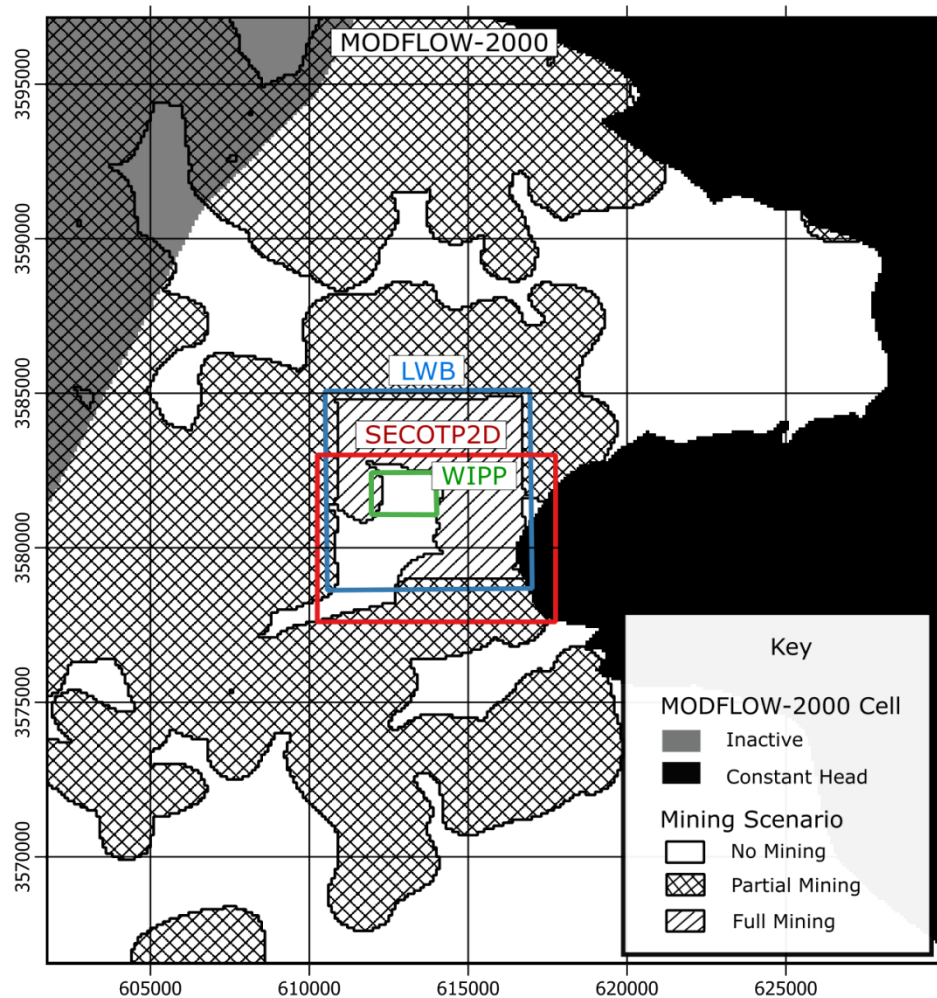 MODFLOW-2000
3595000
3590000
3585000
3580000
3575000
3570000
LWB
SECOTP2D
WIPP
Key
MODFLOW-2000 Cell
Inactive
Constant Head
Mining Scenario
No Mining
Partial Mining
Full Mining
605000
610000
615000
620000
625000